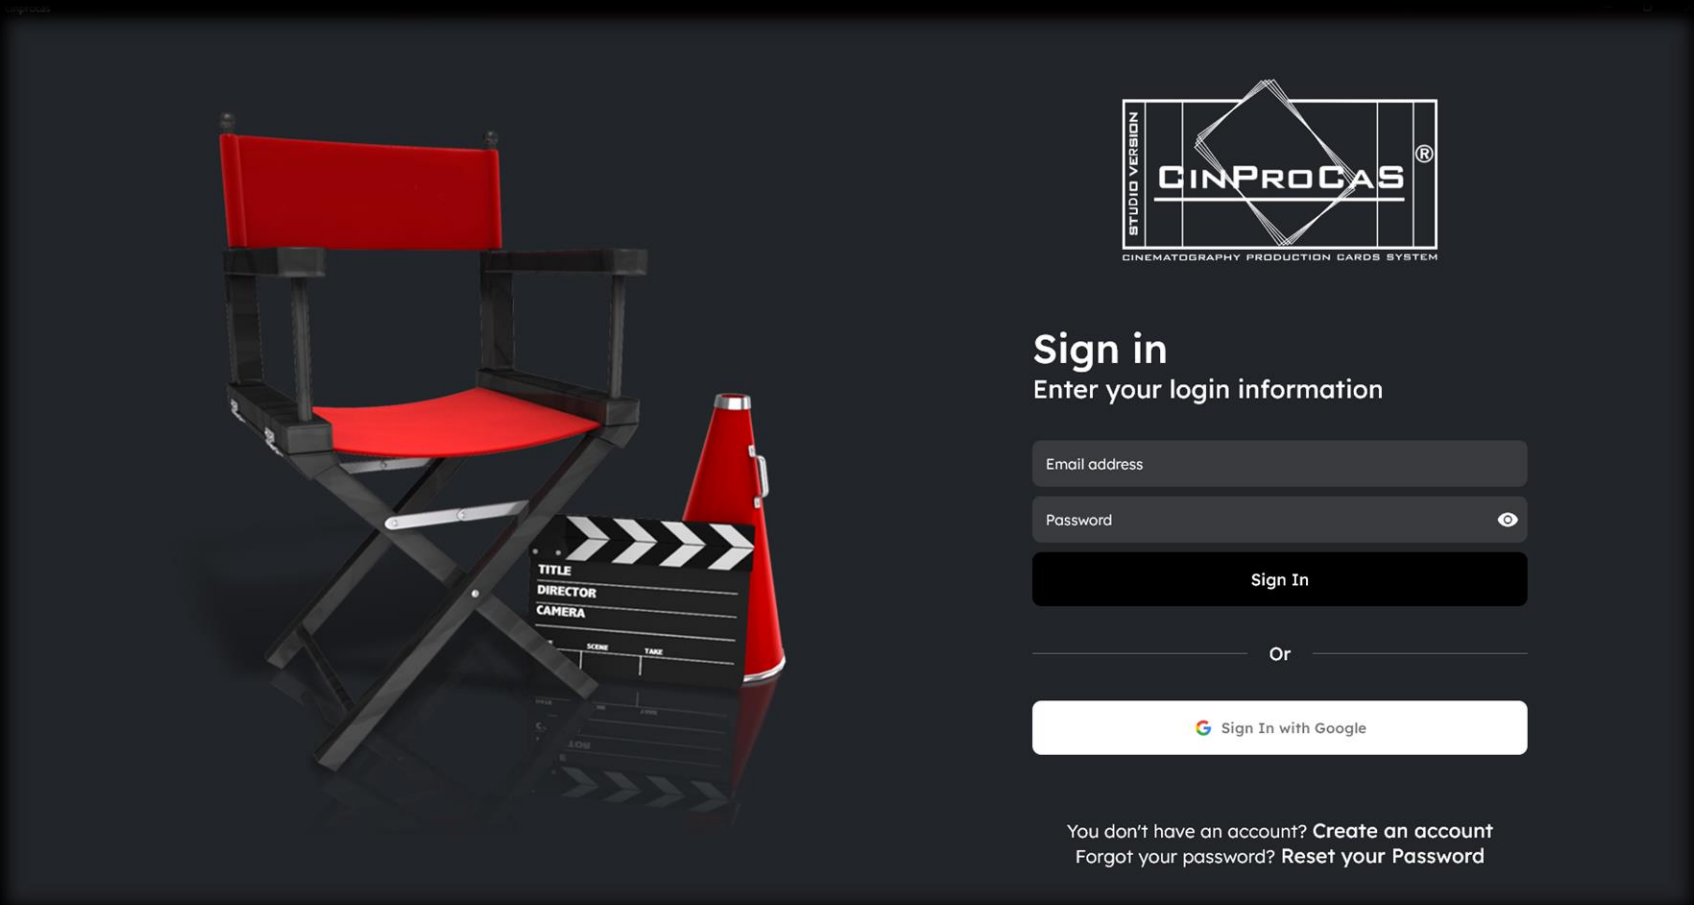 STUDIO VERSION
CINPROCAS®
CINEMATOGRAPHY PRODUCTION CARDS SYSTEM
Sign in
Enter your login information
Email address
Password
Sign In
Or
Sign In with Google
You don't have an account? Create an account
Forgot your password? Reset your Password
TITLE
DIRECTOR
CAMERA
SCENE TAKE